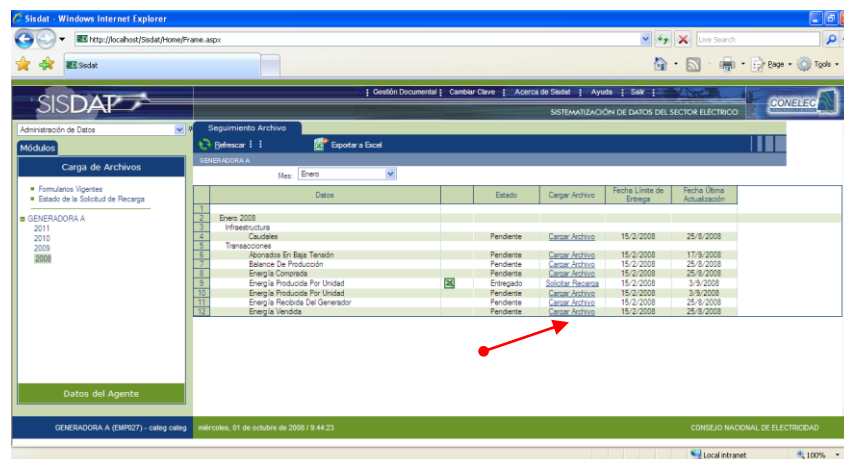 Sisdat - Windows Internet Explorer
http://localhost/Sisdat/Home/Frame.aspx
Live Search
Sisdat
Page
Tools
Gestión Documental Cambiar Clave Acerca de Sisdat Ayuda Salir
SISDAT
CONELEC
SISTEMATIZACIÓN DE DATOS DEL SECTOR ELÉCTRICO
Administración de Datos
Seguimiento Archivo
Módulos
Refrescar
Exportar a Excel
GENERADORA A
Carga de Archivos
Mes: Enero
Formularios Vigentes
Estado de la Solicitud de Recarga
GENERADORA A
2011
2010
2009
2008
Datos Estado Cargar Archivo Fecha Límite de Entrega Fecha Última Actualización
1
2 Enero 2008
3 Infraestructura
4 Caudales Pendiente Cargar Archivo 15/2/2008 25/8/2008
5 Transacciones
6 Abonados En Baja Tensión Pendiente Cargar Archivo 15/2/2008 17/9/2008
7 Balance De Producción Pendiente Cargar Archivo 15/2/2008 25/8/2008
8 Energía Comprada Pendiente Cargar Archivo 15/2/2008 25/8/2008
9 Energía Producida Por Unidad Entregado Solicitar Recarga 15/2/2008 3/9/2008
10 Energía Producida Por Unidad Pendiente Cargar Archivo 15/2/2008 3/9/2008
11 Energía Recibida Del Generador Pendiente Cargar Archivo 15/2/2008 25/8/2008
12 Energía Vendida Pendiente Cargar Archivo 15/2/2008 25/8/2008
Datos del Agente
GENERADORA A (EMP027) - categ categ
miércoles, 01 de octubre de 2008 / 9:44:23
CONSEJO NACIONAL DE ELECTRICIDAD
Local intranet
100%